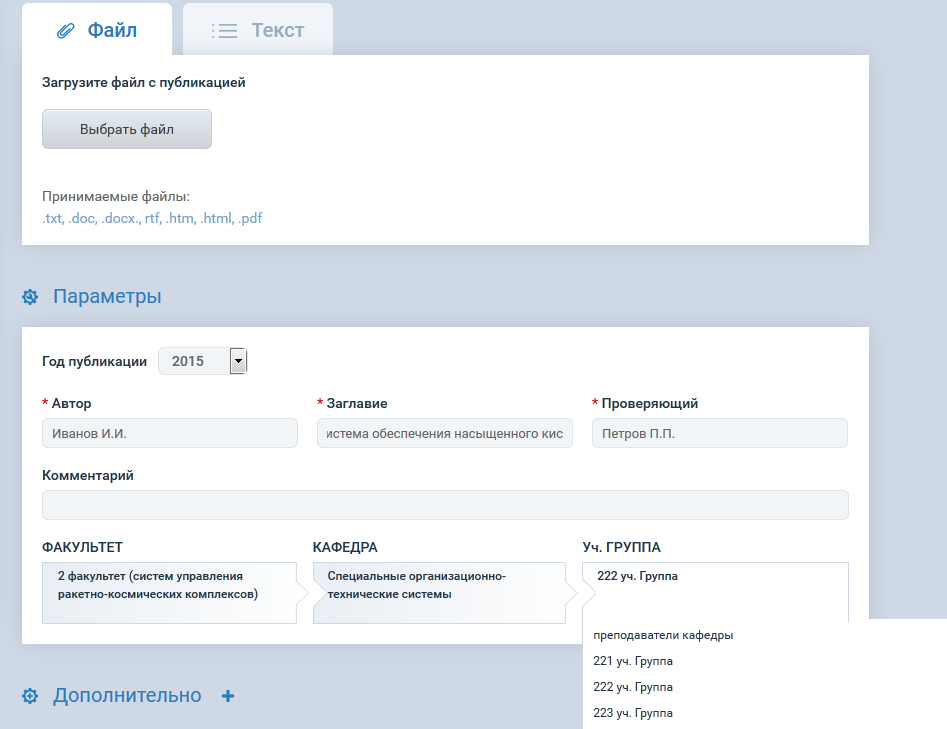 Файл
Текст
Загрузите файл с публикацией
Выбрать файл
Принимаемые файлы:
.txt, .doc, .docx., rtf, .htm, .html, .pdf
Параметры
Год публикации 2015
* Автор
* Заглавие
* Проверяющий
Иванов И.И.
истема обеспечения насыщенного кис
Петров П.П.
Комментарий
ФАКУЛЬТЕТ
КАФЕДРА
Уч. ГРУППА
2 факультет (систем управления
ракетно-космических комплексов)
Специальные организационно-
технические системы
222 уч. Группа
преподаватели кафедры
221 уч. Группа
222 уч. Группа
223 уч. Группа
Дополнительно +